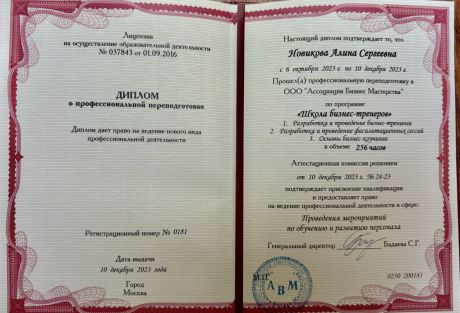 Лицензия
на осуществление образовательной деятельности
№ 037843 от 01.09.2016
ДИПЛОМ
о профессиональной переподготовке
Диплом дает право на ведение нового вида
профессиональной деятельности
Регистрационный номер № 0181
Дата выдачи
10 декабря 2023 года
Город
Москва
Настоящий диплом подтверждает то, что
Новикова Алина Сергеевна
с 6 октября 2023 г. по 10 декабря 2023 г.
Прошел(а) профессиональную переподготовку в
ООО "Ассоциация Бизнес Мастерства"
по программе
«Школа бизнес-тренеров»
1. Разработка и проведение бизнес-тренинга
2. Разработка и проведение фасилитационных сессий
3. Основы бизнес-коучинга
в объеме 256 часов
Аттестационная комиссия решением
от 10 декабря 2023 г. № 24-23
подтверждает присвоение квалификации
и предоставляет право
на ведение профессиональной деятельности в сфере:
Проведения мероприятий
по обучению и развитию персонала
Генеральный директор Бадаева С.Г.
М.П.
АВМ
0250 200181